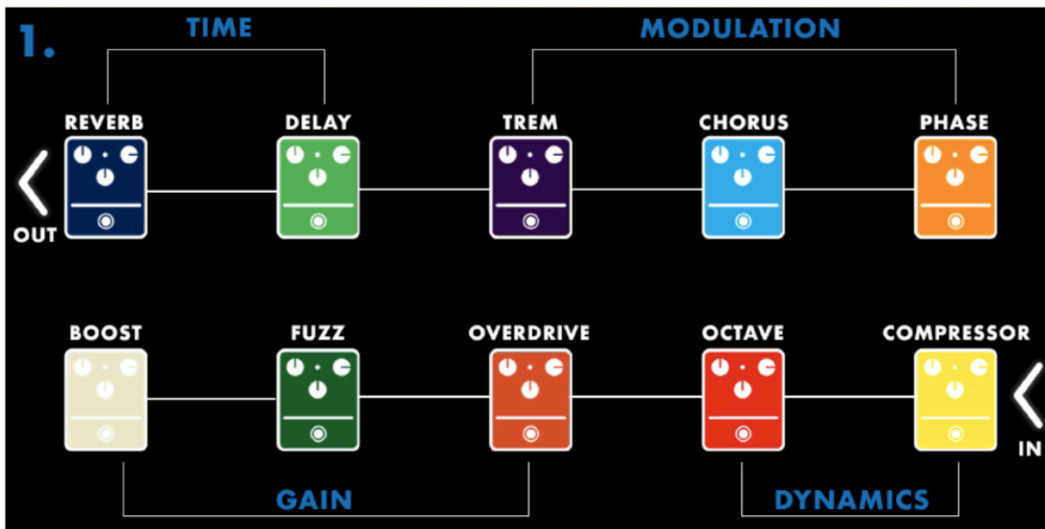 1.
TIME MODULATION
REVERB DELAY TREM CHORUS PHASE
OUT
BOOST FUZZ OVERDRIVE OCTAVE COMPRESSOR
IN
GAIN DYNAMICS